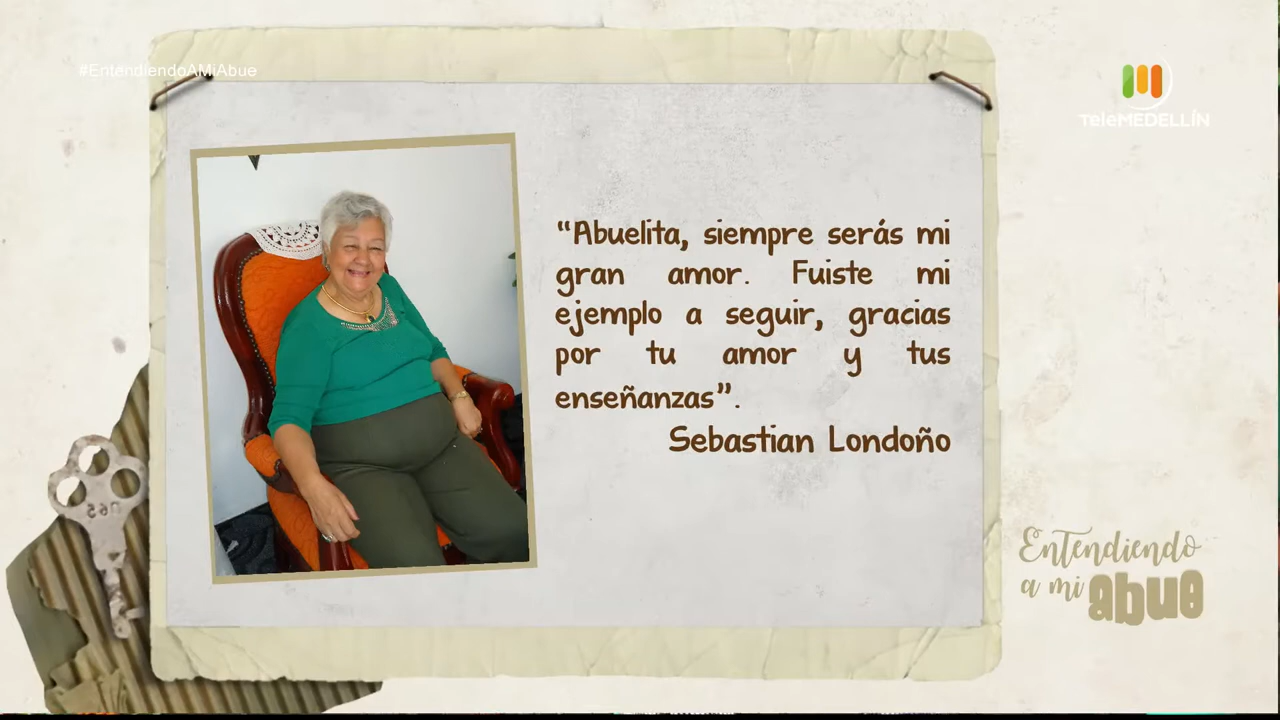 #EntendiendoAMiAbue
TeleMEDELLÍN
“Abuelita, siempre serás mi
gran amor. Fuiste mi
ejemplo a seguir, gracias
por tu amor y tus
enseñanzas”.
Sebastian Londoño
Entendiendo
a mi abue